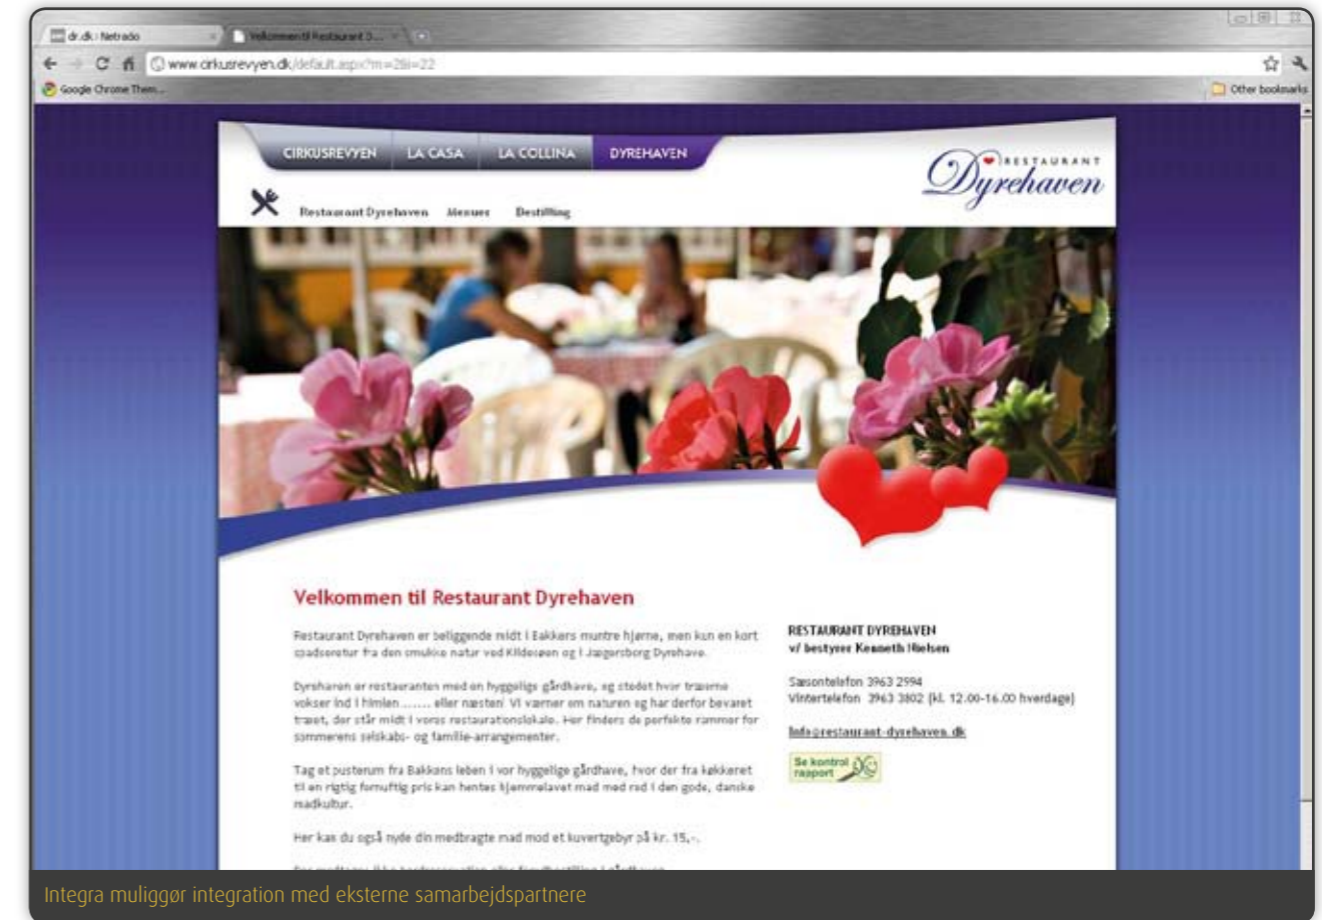 dr.dk: Netradio
Velkommen til Restaurant D...
www.cirkusrevyen.dk/default.aspx?m=2&i=22
Google Chrome Them...
Other bookmarks
CIRKUSREVYEN LA CASA LA COLLINA DYREHAVEN
RESTAURANT
Dyrehaven
Restaurant Dyrehaven Menuer Bestilling
Velkommen til Restaurant Dyrehaven
Restaurant Dyrehaven er beliggende midt i Bakkens muntre hjørne, men kun en kort
spadseretur fra den smukke natur ved Kildesøen og i Jægersborg Dyrehave.
Dyrehaven er restauranten med en hyggelige gårdhave, og stedet hvor træerne
vokser ind i himlen ....... eller næsten! Vi værner om naturen og har derfor bevaret
træet, der står midt i vores restaurationslokale. Her finders de perfekte rammer for
sommerens selskabs- og familie-arrangementer.
Tag et pusterum fra Bakkens leben i vor hyggelige gårdhave, hvor der fra køkkenet
til en rigtig fornuftig pris kan hentes hjemmelavet mad med rod i den gode, danske
madkultur.
Her kan du også nyde din medbragte mad mod et kuvertgebyr på kr. 15,-.
RESTAURANT DYREHAVEN
v/ bestyrer Kenneth Nielsen
Sæsontelefon 3963 2994
Vintertelefon 3963 3802 (kl. 12.00-16.00 hverdage)
info@restaurant-dyrehaven.dk
Se kontrol
rapport
Integra muliggør integration med eksterne samarbejdspartnere